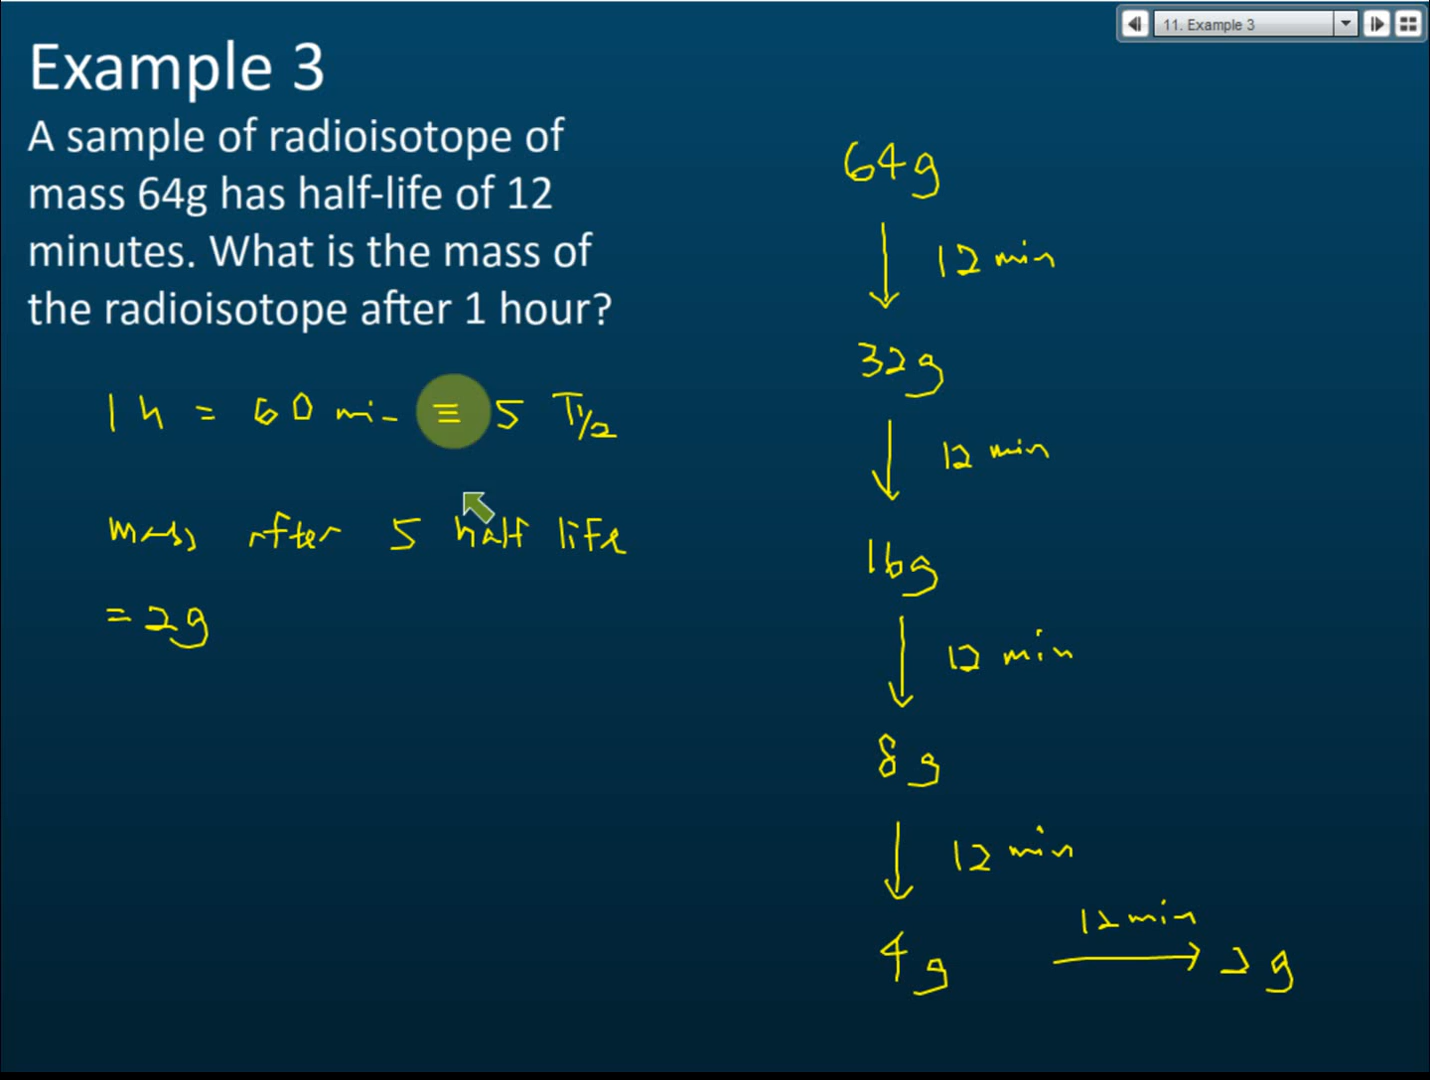 11. Example 3
Example 3
A sample of radioisotope of
mass 64g has half-life of 12
minutes. What is the mass of
the radioisotope after 1 hour?
1 h = 60 min ≡ 5 T1/2
mass after 5 half life
= 2g
64g
12 min
32g
12 min
16g
12 min
8g
12 min
4g
12 min
2g